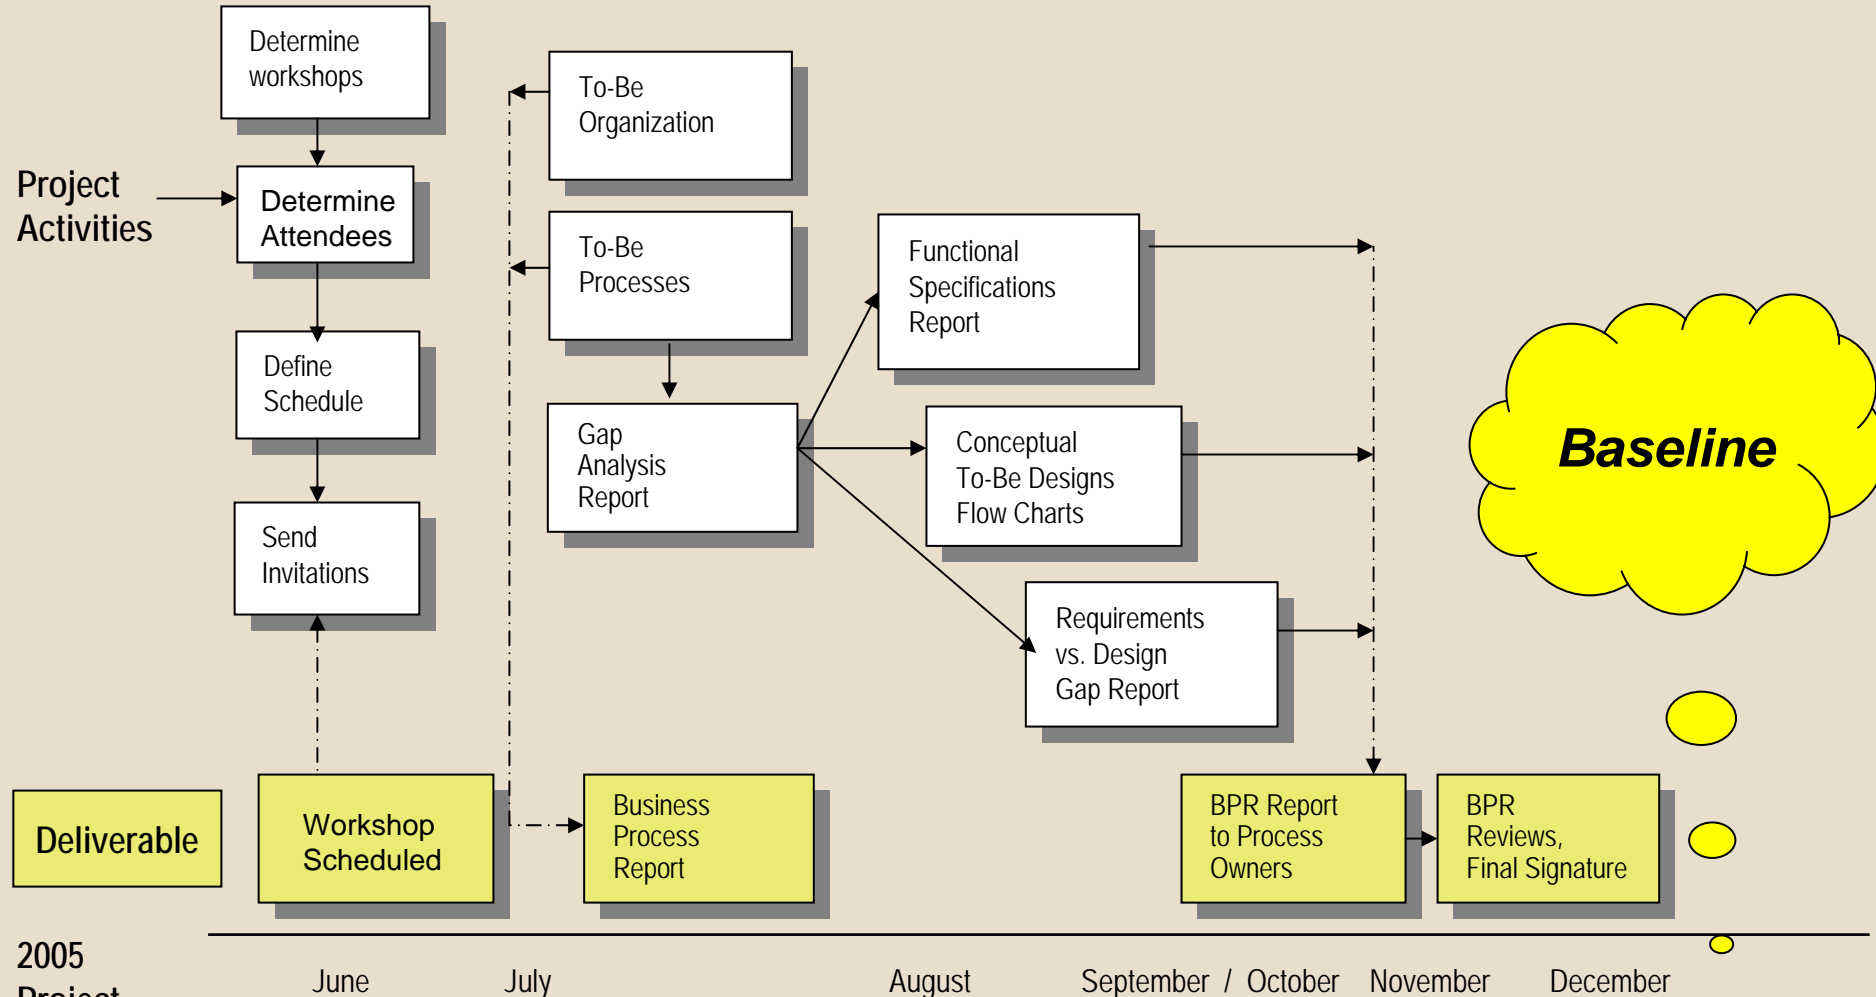 Determine
workshops
Project
Activities
Determine
Attendees
Define
Schedule
Send
Invitations
To-Be
Organization
To-Be
Processes
Gap
Analysis
Report
Functional
Specifications
Report
Conceptual
To-Be Designs
Flow Charts
Requirements
vs. Design
Gap Report
Baseline
Deliverable
Workshop
Scheduled
Business
Process
Report
BPR Report
to Process
Owners
BPR
Reviews,
Final Signature
2005
Project
June July August September / October November December